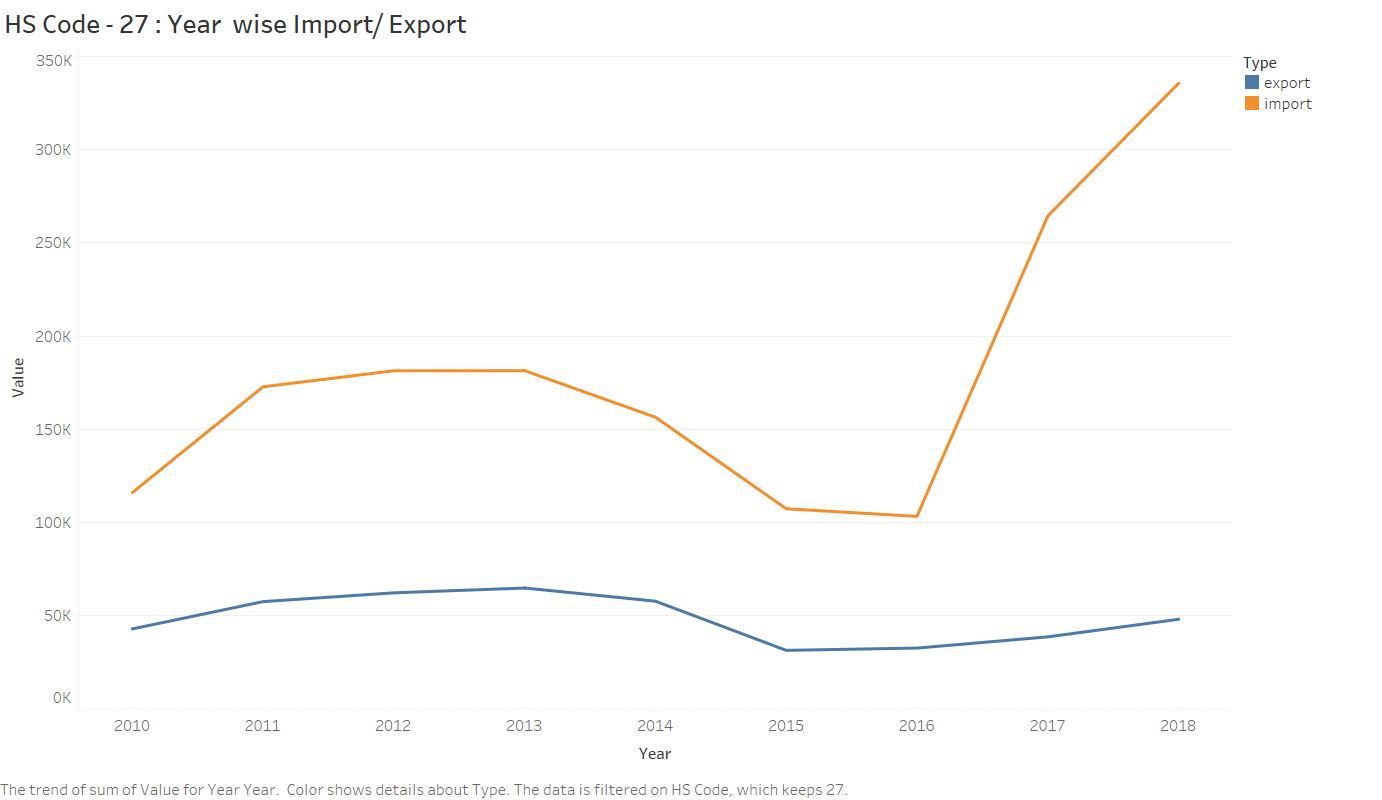 HS Code - 27 : Year  wise Import/ Export
350K
300K
250K
200K
150K
100K
50K
0K
Value
2010 2011 2012 2013 2014 2015 2016 2017 2018
Year
Type
export
import
The trend of sum of Value for Year Year.  Color shows details about Type. The data is filtered on HS Code, which keeps 27.